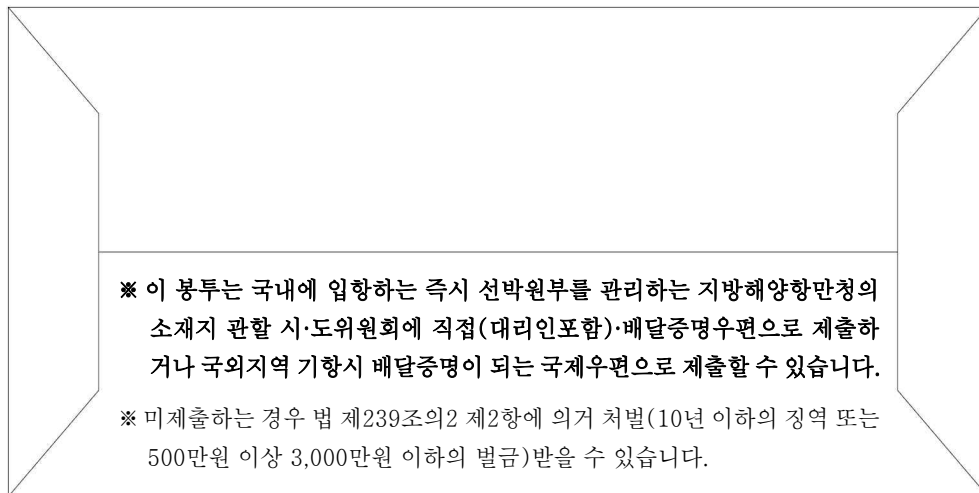 ※ 이 봉투는 국내에 입항하는 즉시 선박원부를 관리하는 지방해양항만청의
소재지 관할 시·도위원회에 직접(대리인포함)·배달증명우편으로 제출하
거나 국외지역 기항시 배달증명이 되는 국제우편으로 제출할 수 있습니다.
※ 미제출하는 경우 법 제239조의2 제2항에 의거 처벌(10년 이하의 징역 또는
500만원 이상 3,000만원 이하의 벌금)받을 수 있습니다.